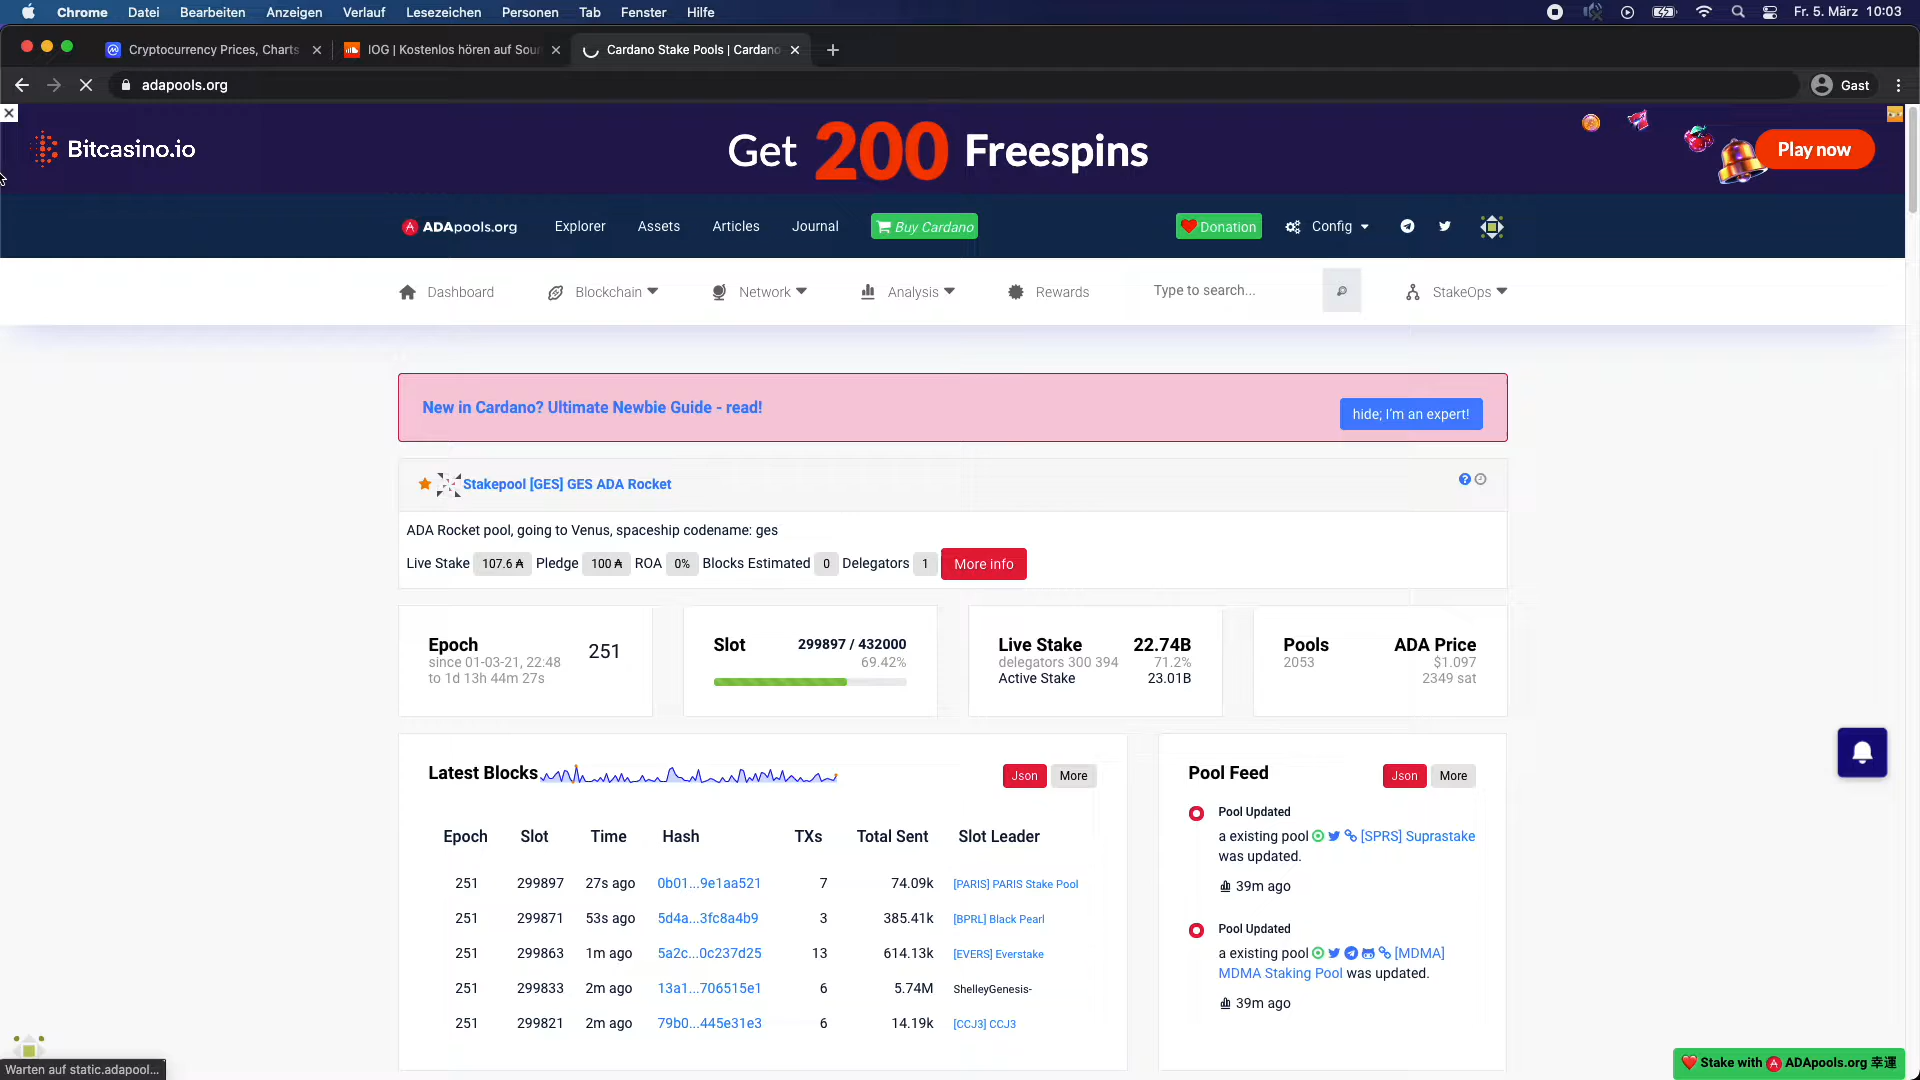 Chrome Datei Bearbeiten Anzeigen Verlauf Lesezeichen Personen Tab Fenster Hilfe Fr. 5. März 10:03
Cryptocurrency Prices, Charts IOG | Kostenlos hören auf Sou Cardano Stake Pools | Cardano
adapools.org Gast
Bitcasino.io Get 200 Freespins Play now
ADApools.org Explorer Assets Articles Journal Buy Cardano Donation Config
Dashboard Blockchain Network Analysis Rewards Type to search... StakeOps
New in Cardano? Ultimate Newbie Guide - read! hide; I'm an expert!
Stakepool [GES] GES ADA Rocket
ADA Rocket pool, going to Venus, spaceship codename: ges
Live Stake 107.6 ₳ Pledge 100 ₳ ROA 0% Blocks Estimated 0 Delegators 1 More info
Epoch 251
since 01-03-21, 22:48
to 1d 13h 44m 27s
Slot 299897 / 432000
69.42%
Live Stake 22.74B
delegators 300 394 71.2%
Active Stake 23.01B
Pools ADA Price
2053 $1.097
2349 sat
Latest Blocks Json More
Epoch Slot Time Hash TXs Total Sent Slot Leader
251 299897 27s ago 0b01...9e1aa521 7 74.09k [PARIS] PARIS Stake Pool
251 299871 53s ago 5d4a...3fc8a4b9 3 385.41k [BPRL] Black Pearl
251 299863 1m ago 5a2c...0c237d25 13 614.13k [EVERS] Everstake
251 299833 2m ago 13a1...706515e1 6 5.74M ShelleyGenesis-
251 299821 2m ago 79b0...445e31e3 6 14.19k [CCJ3] CCJ3
Pool Feed Json More
Pool Updated
a existing pool [SPRS] Suprastake
was updated.
39m ago
Pool Updated
a existing pool [MDMA]
MDMA Staking Pool was updated.
39m ago
Warten auf static.adapool...
Stake with ADApools.org 幸運